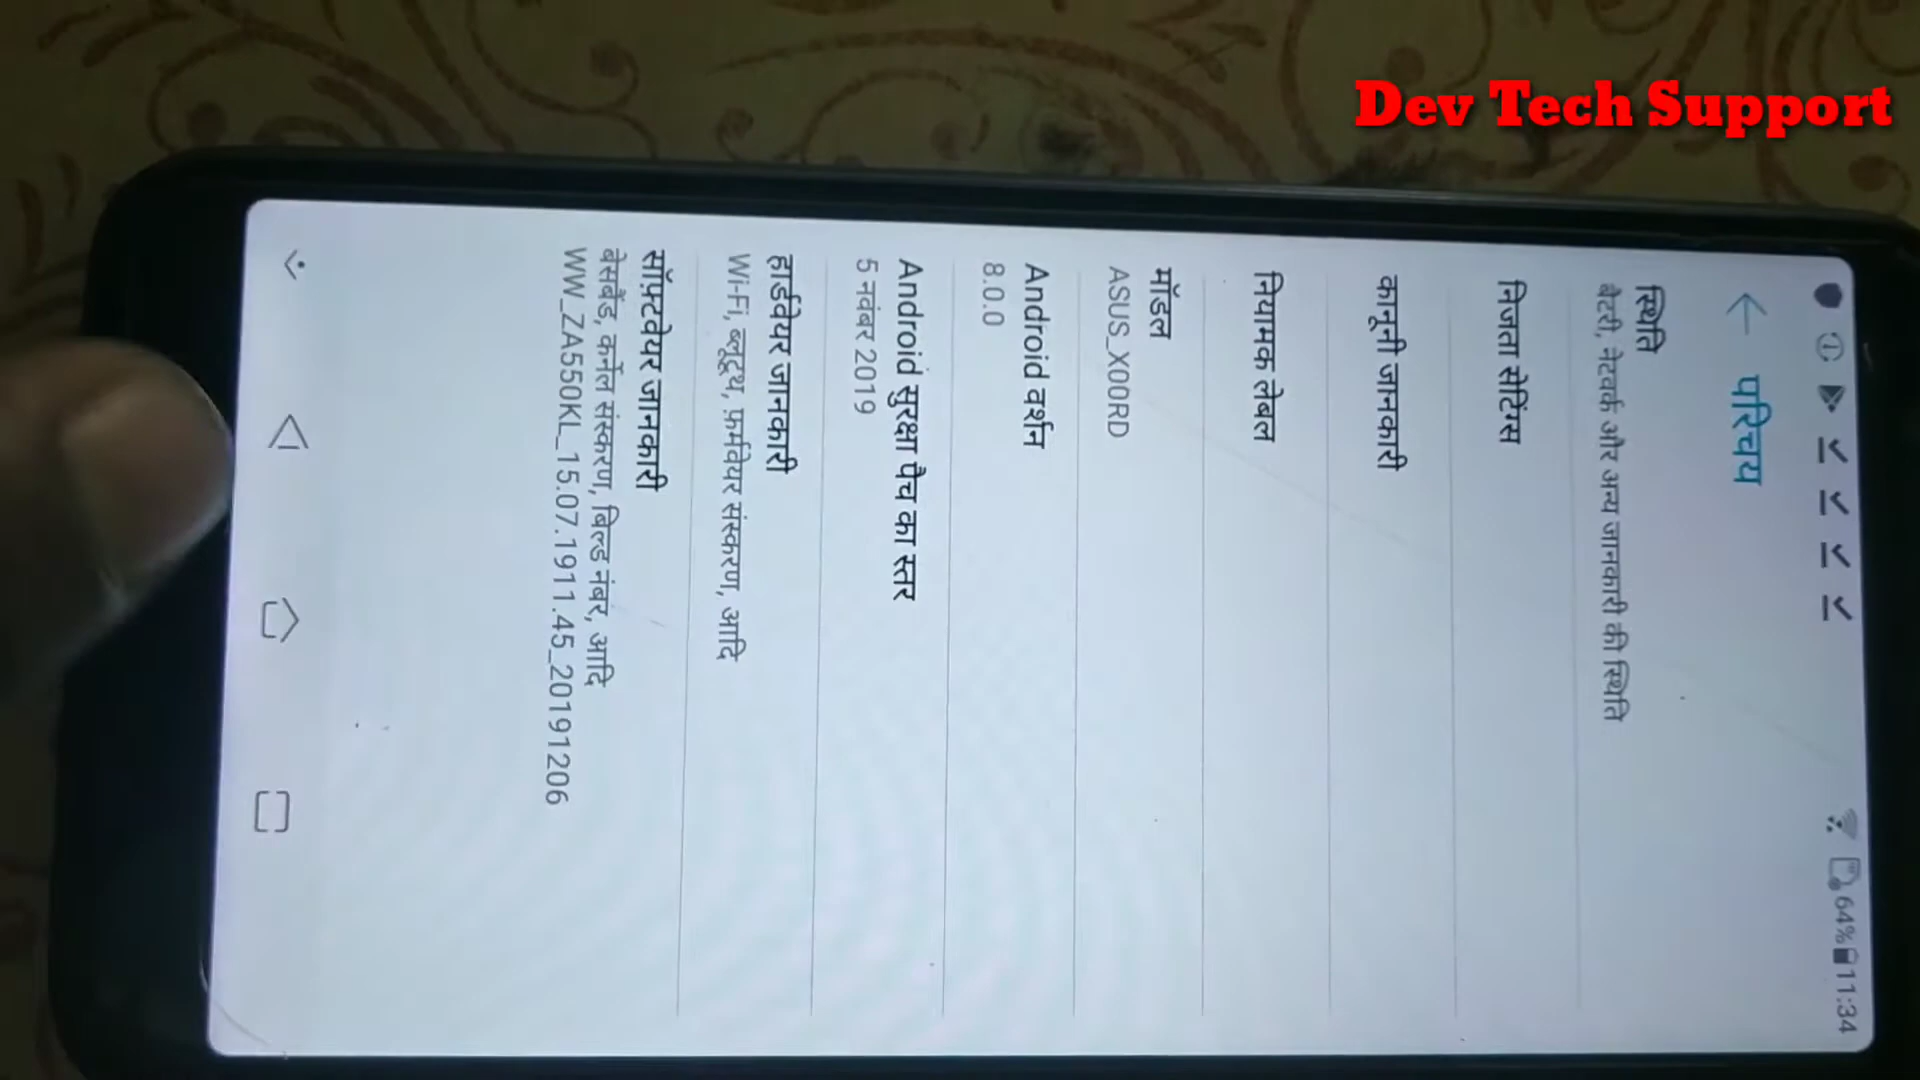 Dev Tech Support
64% 11:34
परिचय
स्थिति
बैटरी, नेटवर्क और अन्य जानकारी की स्थिति
निजता सेटिंग्स
कानूनी जानकारी
नियामक लेबल
मॉडल
ASUS_X00RD
Android वर्शन
8.0.0
Android सुरक्षा पैच का स्तर
5 नवंबर 2019
हार्डवेयर जानकारी
Wi-Fi, ब्लूटूथ, फ़र्मवेयर संस्करण, आदि
सॉफ़्टवेयर जानकारी
बेसबैंड, कर्नेल संस्करण, बिल्ड नंबर, आदि
WW_ZA550KL_15.07.1911.45_20191206